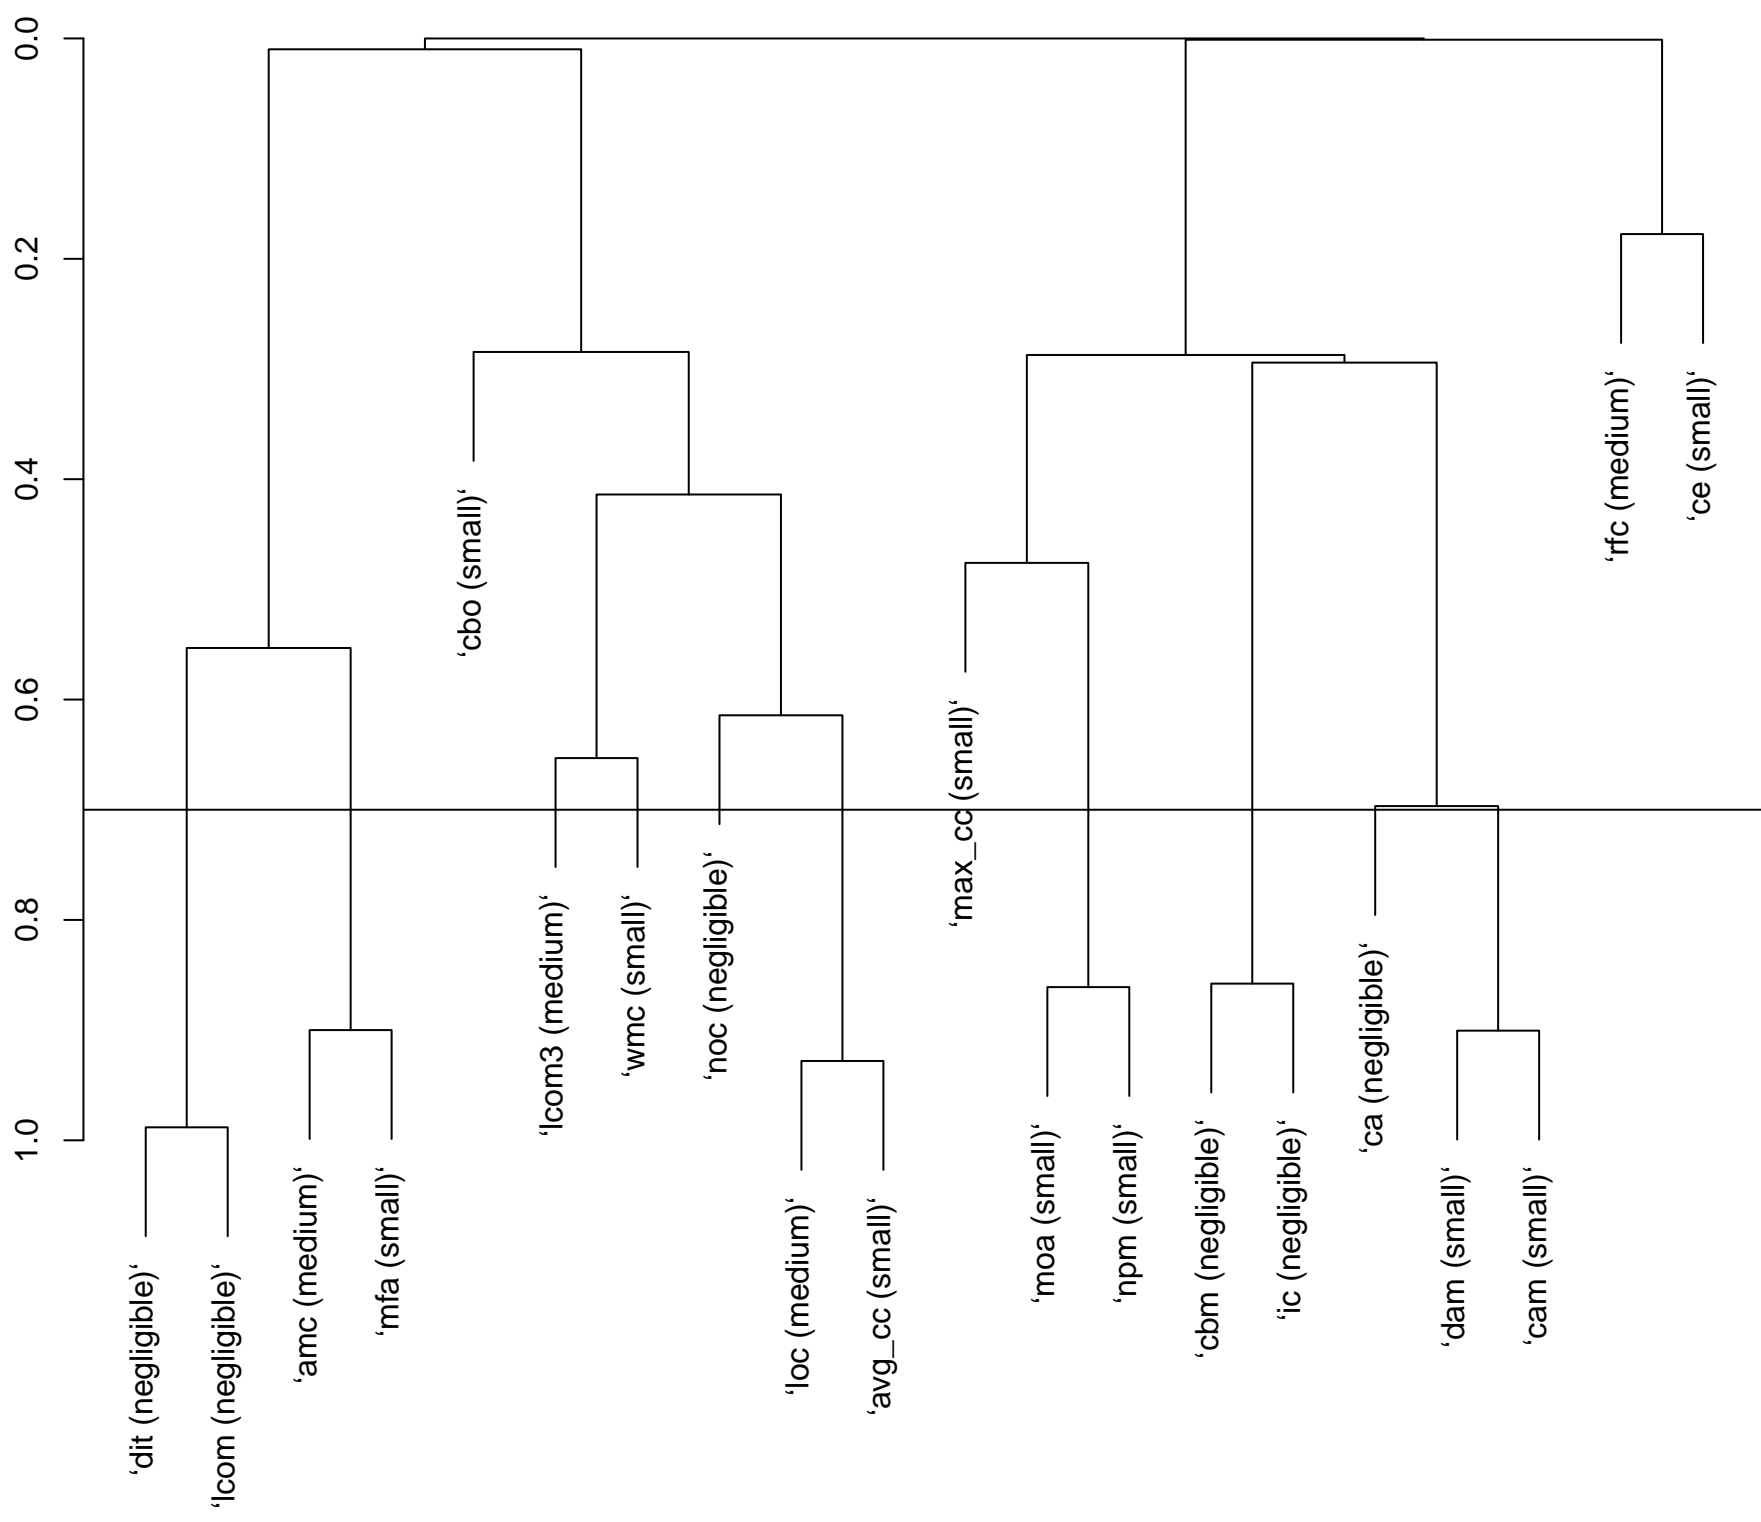 0.0
0.2
0.4
0.6
0.8
1.0
‘dit (negligible)‘
‘lcom (negligible)‘
‘amc (medium)‘
‘mfa (small)‘
‘cbo (small)‘
‘lcom3 (medium)‘
‘wmc (small)‘
‘noc (negligible)‘
‘loc (medium)‘
‘avg_cc (small)‘
‘max_cc (small)‘
‘moa (small)‘
‘npm (small)‘
‘cbm (negligible)‘
‘ic (negligible)‘
‘ca (negligible)‘
‘dam (small)‘
‘cam (small)‘
‘rfc (medium)‘
‘ce (small)‘